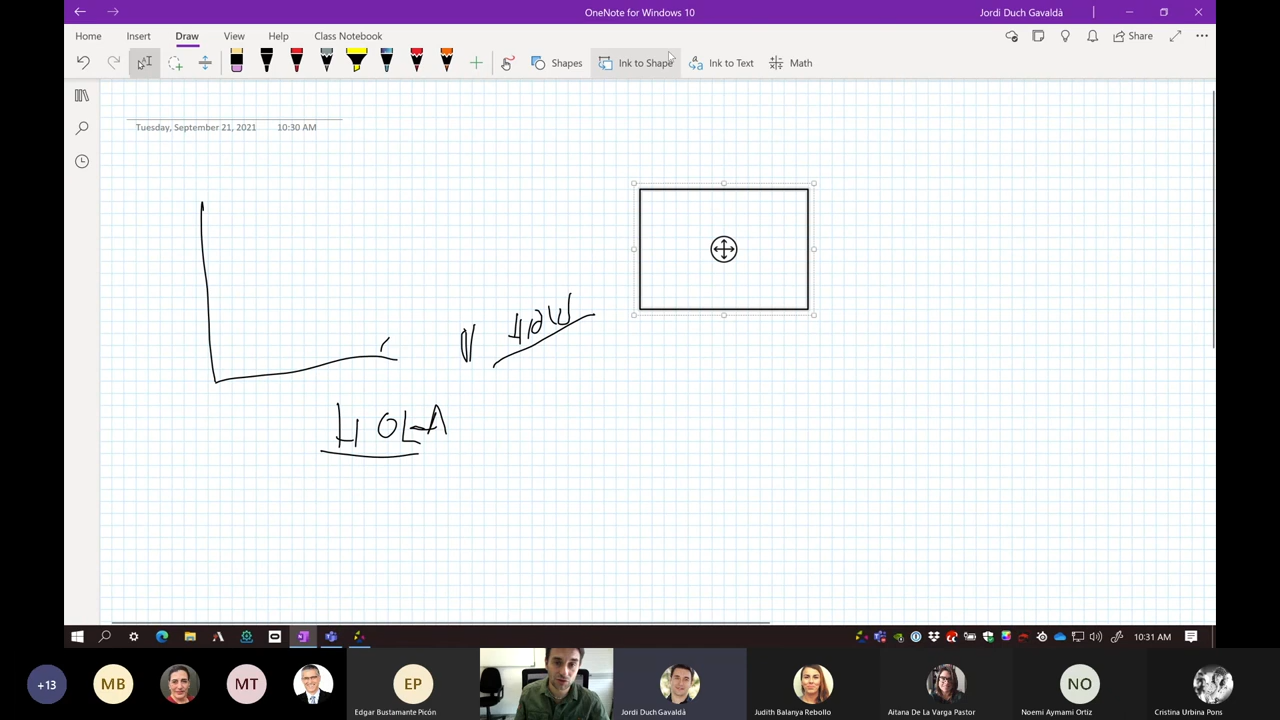 OneNote for Windows 10
Jordi Duch Gavaldà
Home Insert Draw View Help Class Notebook
Share
Shapes Ink to Shape Ink to Text Math
Tuesday, September 21, 2021 10:30 AM
HOLA
10:31 AM
+13 MB MT EP NO
Edgar Bustamante Picón
Jordi Duch Gavaldà
Judith Balanya Rebollo
Aitana De La Varga Pastor
Noemi Aymami Ortiz
Cristina Urbina Pons